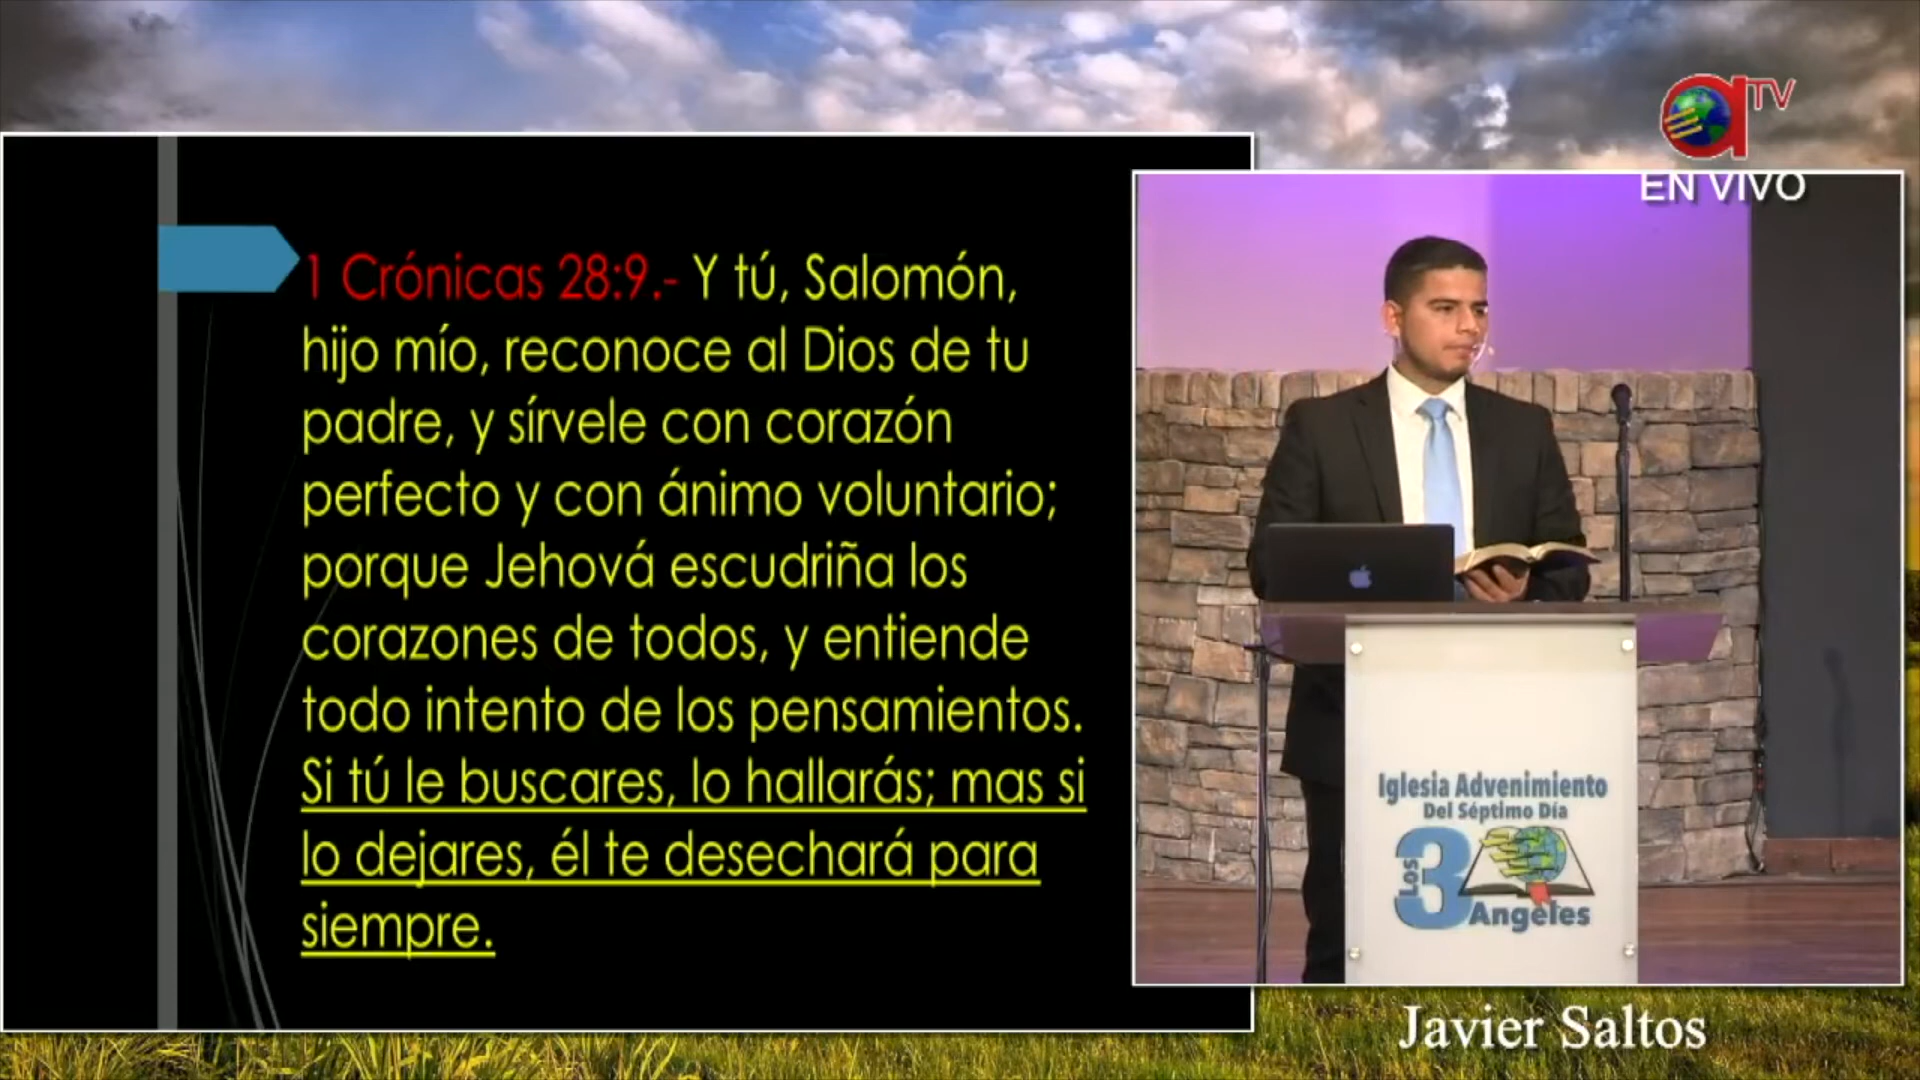 TV
EN VIVO
1 Crónicas 28:9.- Y tú, Salomón,
hijo mío, reconoce al Dios de tu
padre, y sírvele con corazón
perfecto y con ánimo voluntario;
porque Jehová escudriña los
corazones de todos, y entiende
todo intento de los pensamientos.
Si tú le buscares, lo hallarás; mas si
lo dejares, él te desechará para
siempre.
Iglesia Advenimiento
Del Séptimo Día
Los 3
Angeles
Javier Saltos